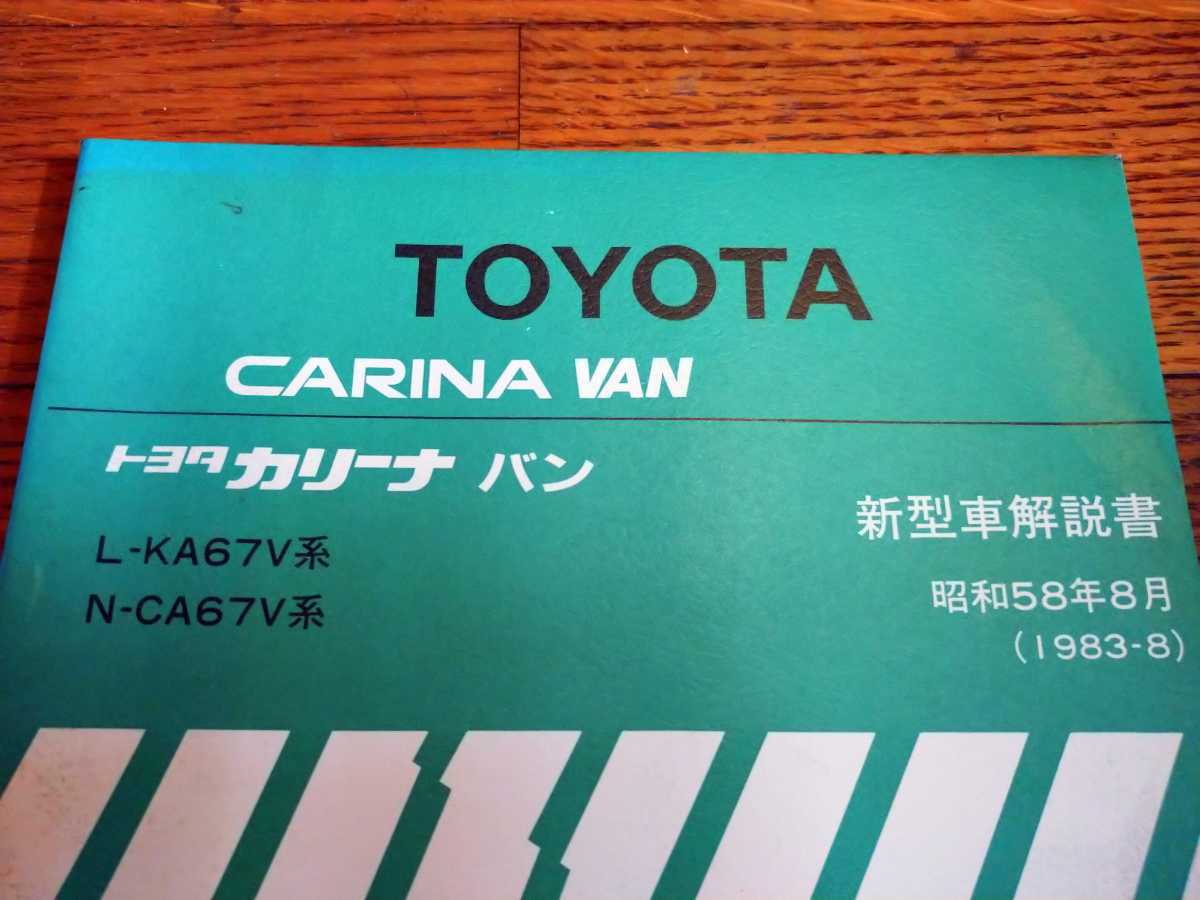 TOYOTA
CARINA VAN
トヨタ カリーナ バン
L-KA67V系
N-CA67V系
新型車解説書
昭和58年8月
(1983-8)